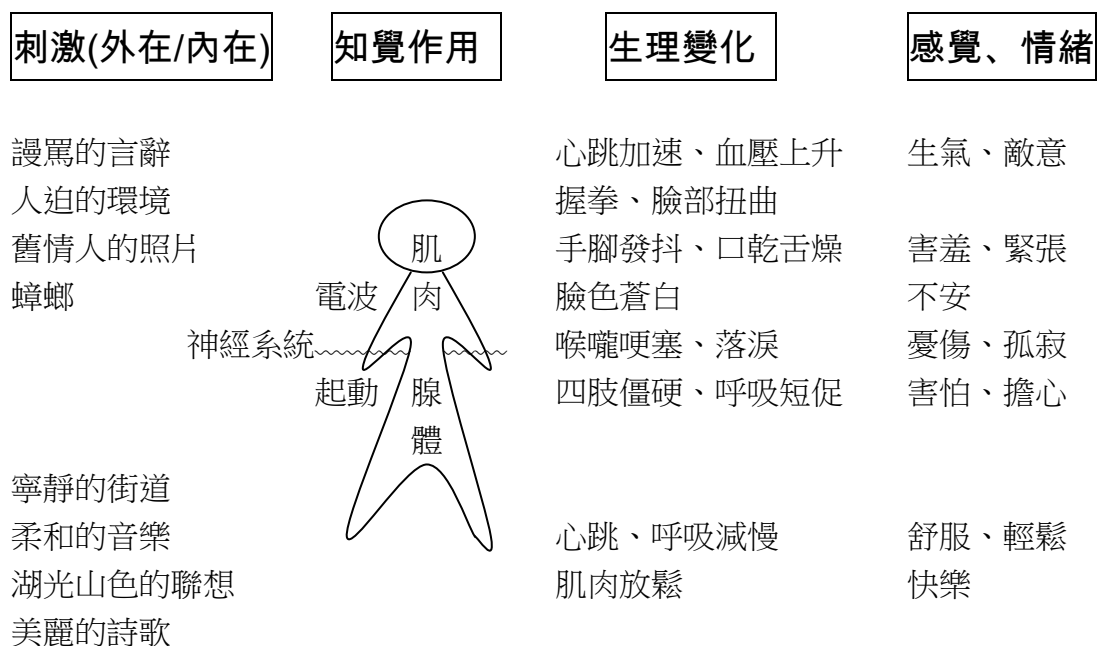 刺激(外在/內在) 知覺作用 生理變化 感覺、情緒
謾罵的言辭 心跳加速、血壓上升 生氣、敵意
人迫的環境 握拳、臉部扭曲
舊情人的照片 肌 手腳發抖、口乾舌燥 害羞、緊張
蟑螂 電波 肉 臉色蒼白 不安
神經系統 喉嚨哽塞、落淚 憂傷、孤寂
起動 腺 四肢僵硬、呼吸短促 害怕、擔心
體
寧靜的街道
柔和的音樂 心跳、呼吸減慢 舒服、輕鬆
湖光山色的聯想 肌肉放鬆 快樂
美麗的詩歌